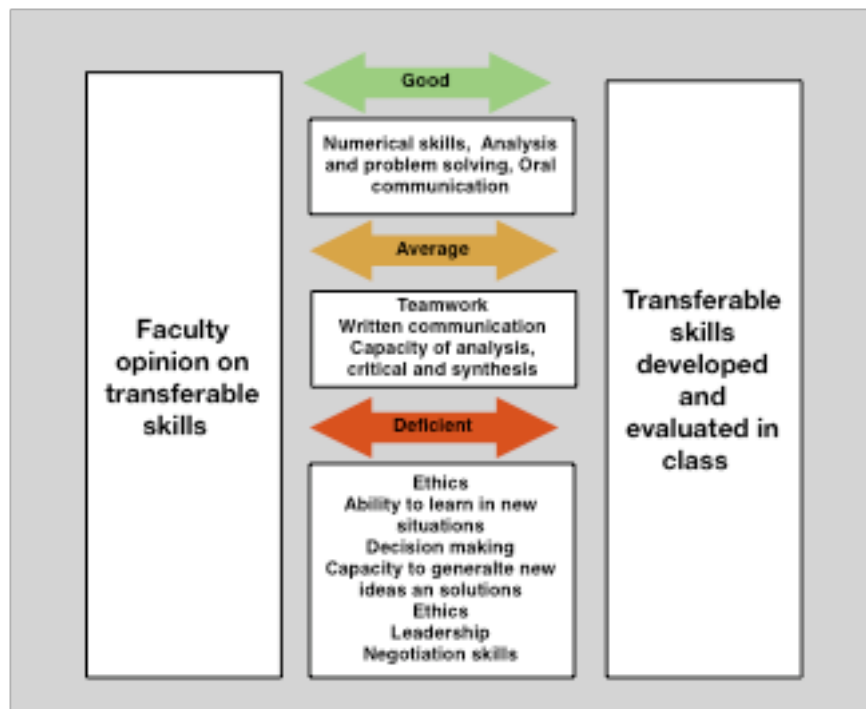 Faculty
opinion on
transferable
skills
Good
Numerical skills, Analysis
and problem solving, Oral
communication
Average
Teamwork
Written communication
Capacity of analysis,
critical and synthesis
Deficient
Ethics
Ability to learn in new
situations
Decision making
Capacity to generalte new
ideas an solutions
Ethics
Leadership
Negotiation skills
Transferable
skills
developed
and
evaluated in
class